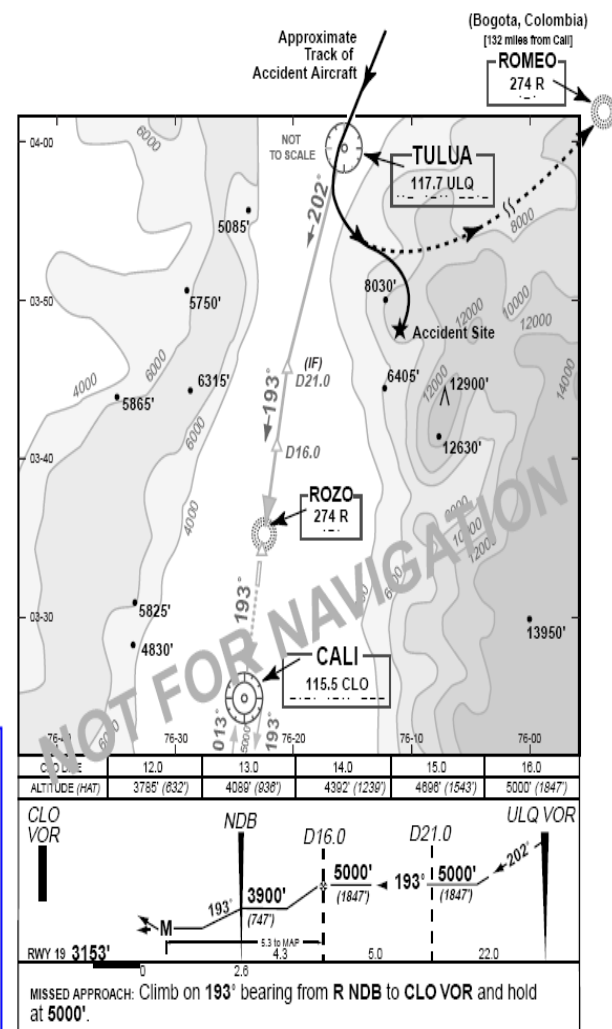 (Bogota, Colombia)
[132 miles from Cali]
ROMEO
274 R
Approximate
Track of
Accident Aircraft
04-00
6000
6000
NOT
TO SCALE
TULUA
117.7 ULQ
202°
5085'
8000
03-50
5750'
8030'
10000
12000
12000
Accident Site
14000
(IF)
D21.0
4000
6000
6315'
5865'
6000
193°
6405'
12000
12900'
D16.0
12630'
03-40
4000
ROZO
274 R
10000
12000
NOT FOR NAVIGATION
193°
6000
03-30
5825'
4830'
13950'
CALI
115.5 CLO
6000
013°
5000'
193°
76-30
76-20
76-10
76-00
12.0 13.0 14.0 15.0 16.0
ALTITUDE (HAT) 3785' (632') 4089' (936') 4392' (1239') 4696' (1543') 5000' (1847')
CLO
VOR
NDB
D16.0
D21.0
ULQ VOR
202°
5000'
(1847')
193°
5000'
(1847')
193°
3900'
(747')
M
5.3 to MAP
RWY 19 3153'
4.3
5.0
22.0
0
2.6
MISSED APPROACH: Climb on 193° bearing from R NDB to CLO VOR and hold
at 5000'.